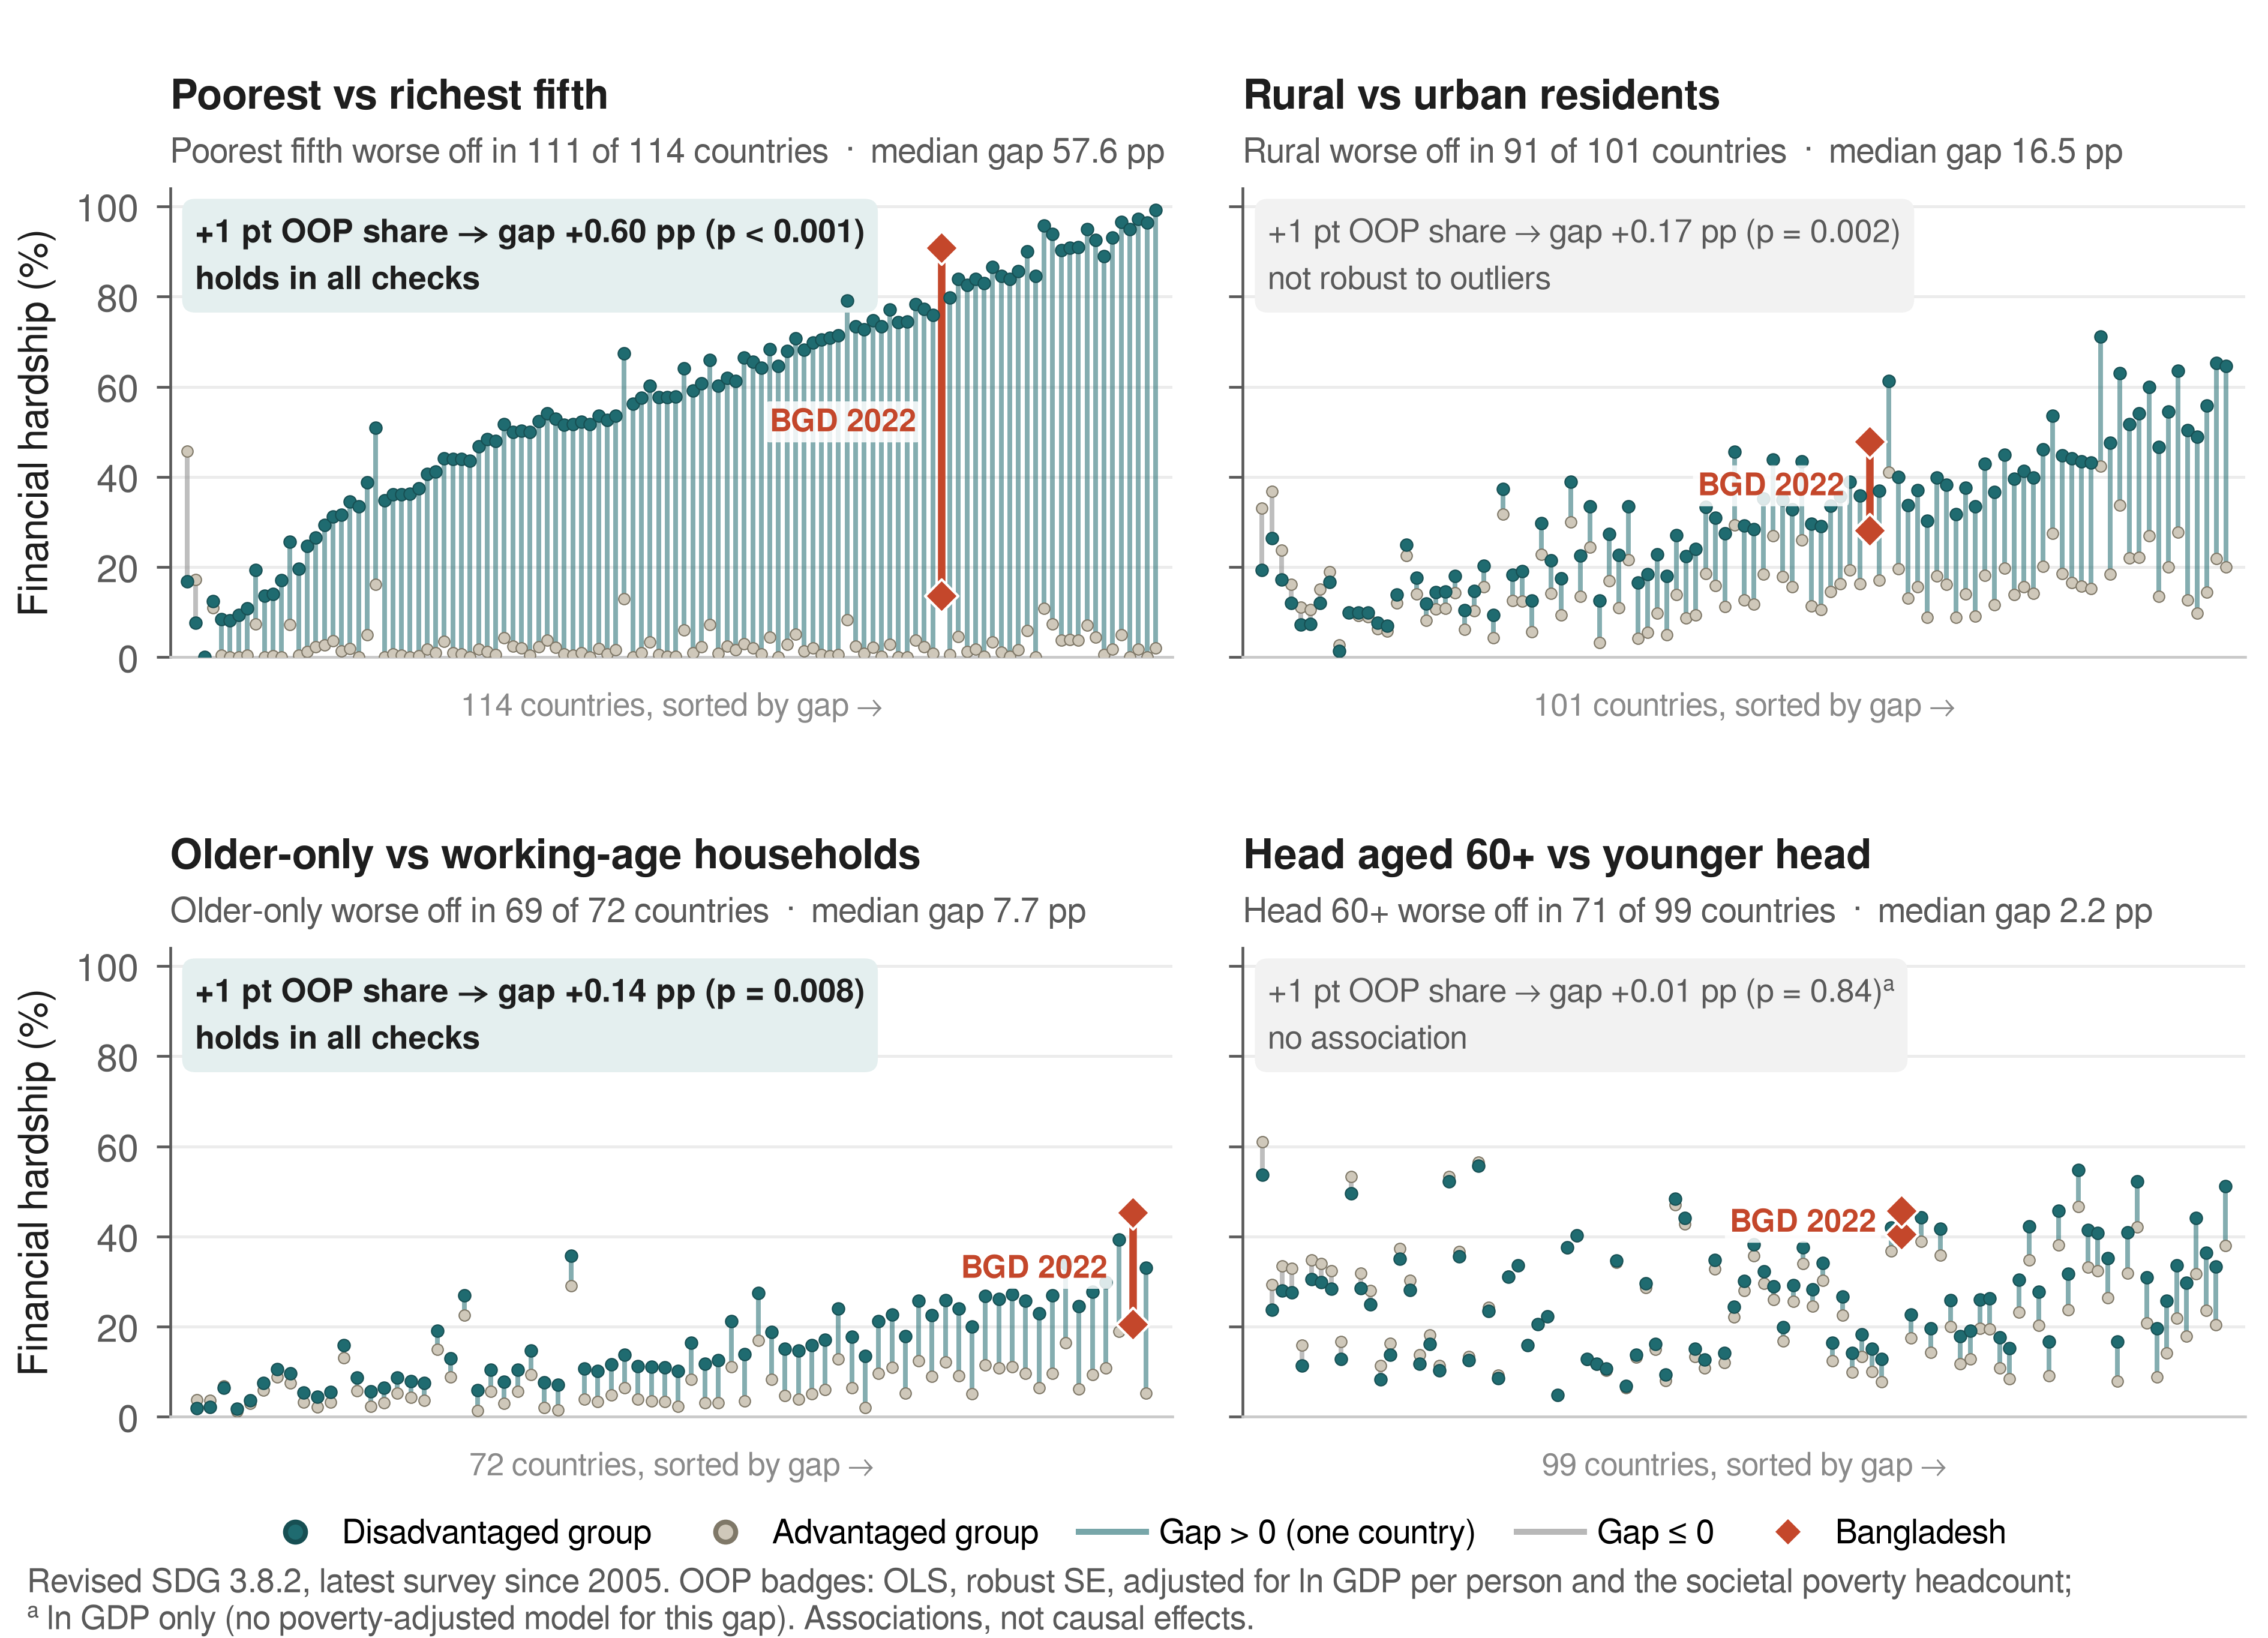 Poorest vs richest fifth
Poorest fifth worse off in 111 of 114 countries · median gap 57.6 pp
Financial hardship (%)
100
80
60
40
20
0
+1 pt OOP share → gap +0.60 pp (p < 0.001)
holds in all checks
BGD 2022
114 countries, sorted by gap →
Rural vs urban residents
Rural worse off in 91 of 101 countries · median gap 16.5 pp
+1 pt OOP share → gap +0.17 pp (p = 0.002)
not robust to outliers
BGD 2022
101 countries, sorted by gap →
Older-only vs working-age households
Older-only worse off in 69 of 72 countries · median gap 7.7 pp
Financial hardship (%)
100
80
60
40
20
0
+1 pt OOP share → gap +0.14 pp (p = 0.008)
holds in all checks
BGD 2022
72 countries, sorted by gap →
Head aged 60+ vs younger head
Head 60+ worse off in 71 of 99 countries · median gap 2.2 pp
+1 pt OOP share → gap +0.01 pp (p = 0.84)ᵃ
no association
BGD 2022
99 countries, sorted by gap →
Disadvantaged group Advantaged group Gap > 0 (one country) Gap ≤ 0 Bangladesh
Revised SDG 3.8.2, latest survey since 2005. OOP badges: OLS, robust SE, adjusted for ln GDP per person and the societal poverty headcount;
ᵃ ln GDP only (no poverty-adjusted model for this gap). Associations, not causal effects.